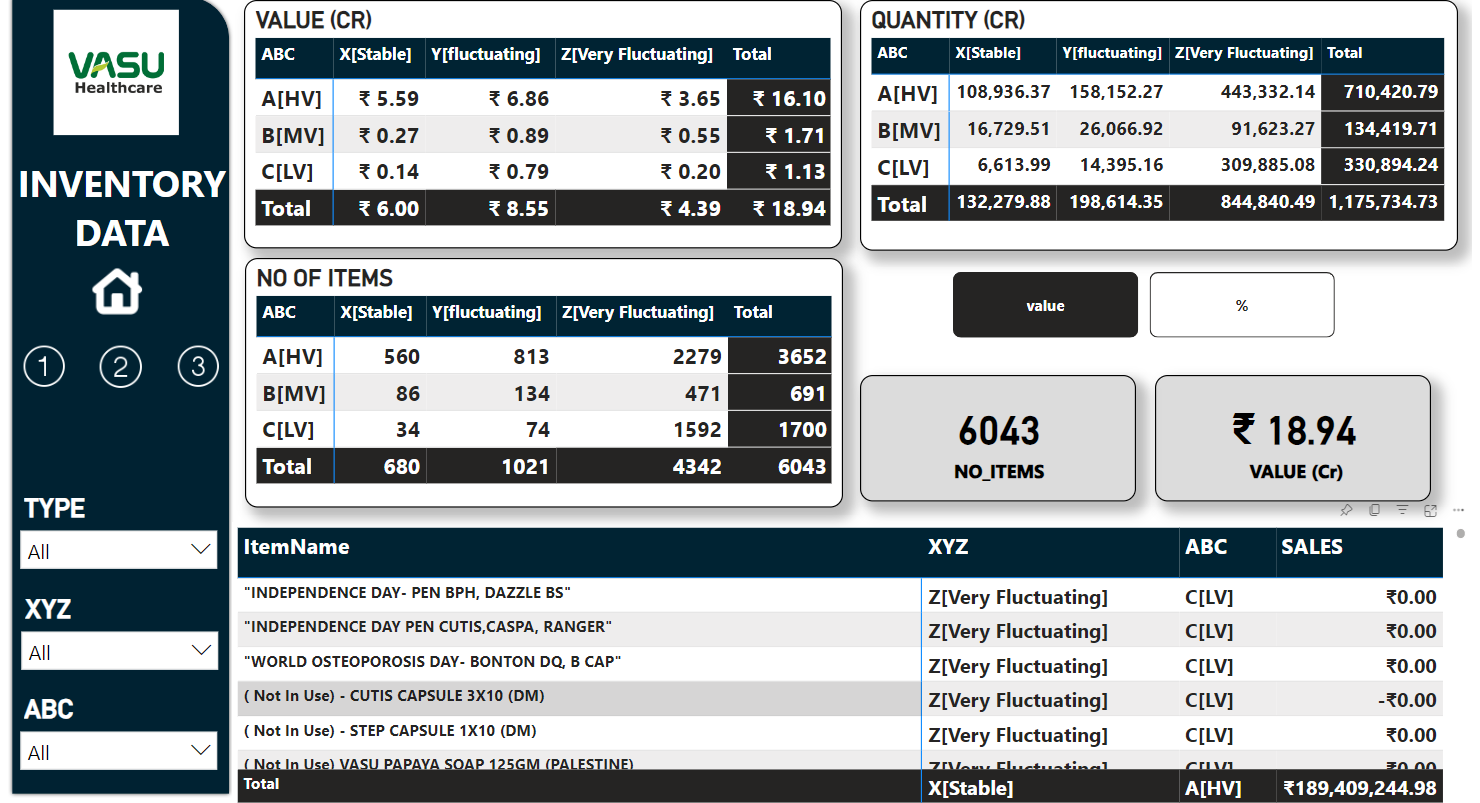 VASU
Healthcare
INVENTORY
DATA
1 2 3
TYPE
All
XYZ
All
ABC
All
VALUE (CR)
ABC X[Stable] Y[fluctuating] Z[Very Fluctuating] Total
A[HV] ₹ 5.59 ₹ 6.86 ₹ 3.65 ₹ 16.10
B[MV] ₹ 0.27 ₹ 0.89 ₹ 0.55 ₹ 1.71
C[LV] ₹ 0.14 ₹ 0.79 ₹ 0.20 ₹ 1.13
Total ₹ 6.00 ₹ 8.55 ₹ 4.39 ₹ 18.94
QUANTITY (CR)
ABC X[Stable] Y[fluctuating] Z[Very Fluctuating] Total
A[HV] 108,936.37 158,152.27 443,332.14 710,420.79
B[MV] 16,729.51 26,066.92 91,623.27 134,419.71
C[LV] 6,613.99 14,395.16 309,885.08 330,894.24
Total 132,279.88 198,614.35 844,840.49 1,175,734.73
NO OF ITEMS
ABC X[Stable] Y[fluctuating] Z[Very Fluctuating] Total
A[HV] 560 813 2279 3652
B[MV] 86 134 471 691
C[LV] 34 74 1592 1700
Total 680 1021 4342 6043
value %
6043
NO_ITEMS
₹ 18.94
VALUE (Cr)
ItemName XYZ ABC SALES
"INDEPENDENCE DAY- PEN BPH, DAZZLE BS" Z[Very Fluctuating] C[LV] ₹0.00
"INDEPENDENCE DAY PEN CUTIS,CASPA, RANGER" Z[Very Fluctuating] C[LV] ₹0.00
"WORLD OSTEOPOROSIS DAY- BONTON DQ, B CAP" Z[Very Fluctuating] C[LV] ₹0.00
( Not In Use) - CUTIS CAPSULE 3X10 (DM) Z[Very Fluctuating] C[LV] -₹0.00
( Not In Use) - STEP CAPSULE 1X10 (DM) Z[Very Fluctuating] C[LV] ₹0.00
( Not In Use) VASU PAPAYA SOAP 125GM (PALESTINE) Z[Very Fluctuating] C[LV] ₹0.00
Total X[Stable] A[HV] ₹189,409,244.98